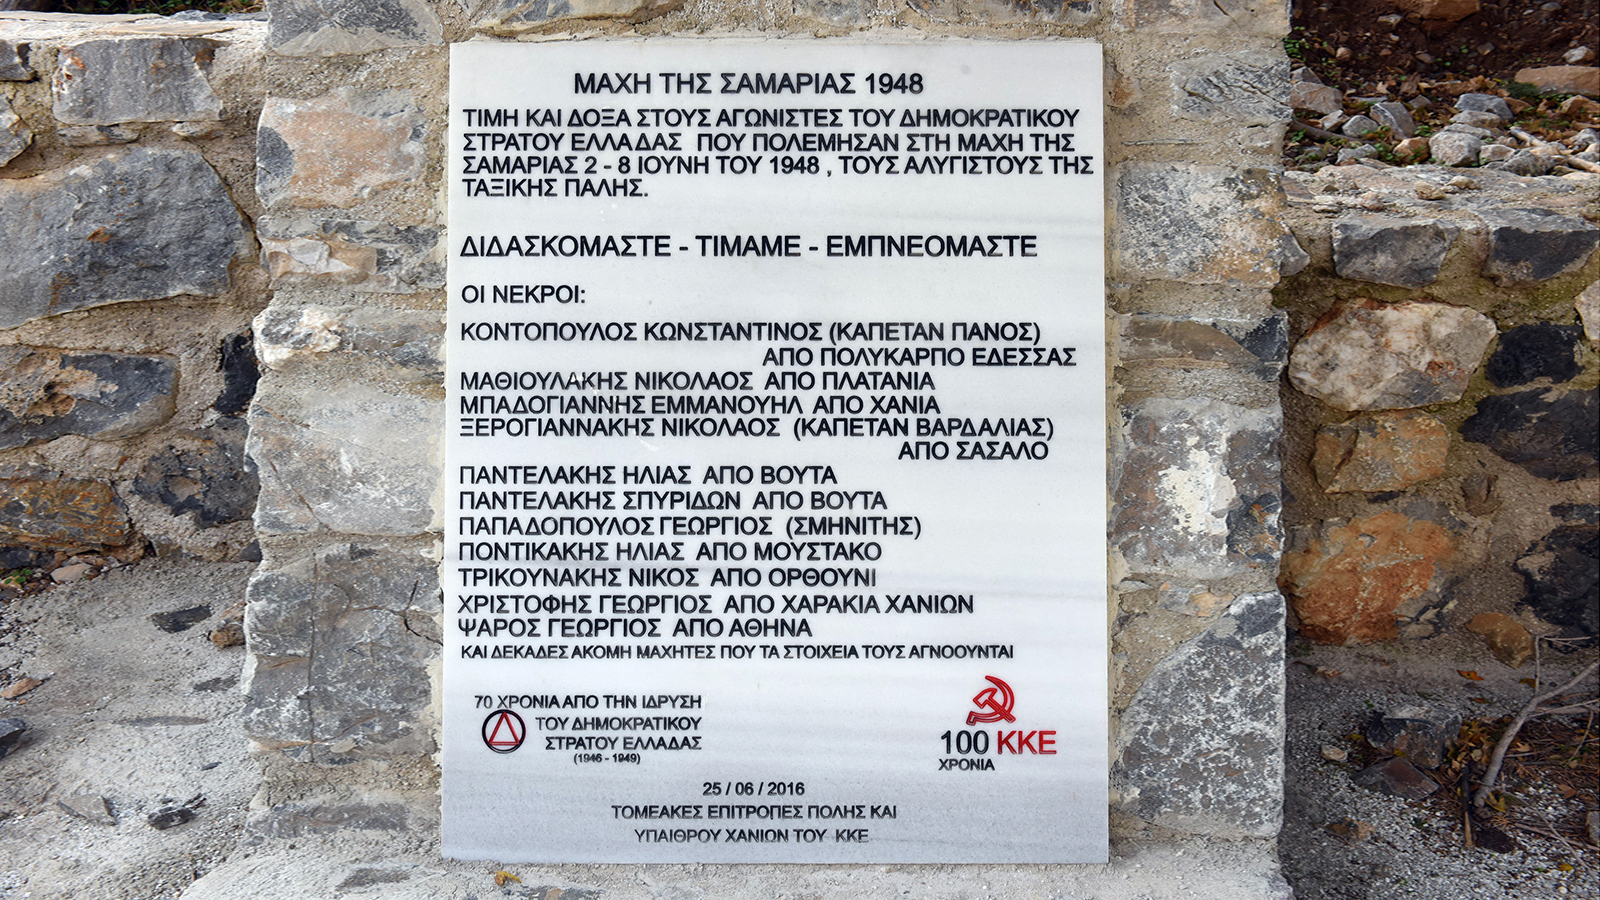 ΜΑΧΗ ΤΗΣ ΣΑΜΑΡΙΑΣ 1948
ΤΙΜΗ ΚΑΙ ΔΟΞΑ ΣΤΟΥΣ ΑΓΩΝΙΣΤΕΣ ΤΟΥ ΔΗΜΟΚΡΑΤΙΚΟΥ
ΣΤΡΑΤΟΥ ΕΛΛΑΔΑΣ ΠΟΥ ΠΟΛΕΜΗΣΑΝ ΣΤΗ ΜΑΧΗ ΤΗΣ
ΣΑΜΑΡΙΑΣ 2 - 8 ΙΟΥΝΗ ΤΟΥ 1948 , ΤΟΥΣ ΑΛΥΓΙΣΤΟΥΣ ΤΗΣ
ΤΑΞΙΚΗΣ ΠΑΛΗΣ.
ΔΙΔΑΣΚΟΜΑΣΤΕ - ΤΙΜΑΜΕ - ΕΜΠΝΕΟΜΑΣΤΕ
ΟΙ ΝΕΚΡΟΙ:
ΚΟΝΤΟΠΟΥΛΟΣ ΚΩΝΣΤΑΝΤΙΝΟΣ (ΚΑΠΕΤΑΝ ΠΑΝΟΣ)
ΑΠΟ ΠΟΛΥΚΑΡΠΟ ΕΔΕΣΣΑΣ
ΜΑΘΙΟΥΛΑΚΗΣ ΝΙΚΟΛΑΟΣ ΑΠΟ ΠΛΑΤΑΝΙΑ
ΜΠΑΔΟΓΙΑΝΝΗΣ ΕΜΜΑΝΟΥΗΛ ΑΠΟ ΧΑΝΙΑ
ΞΕΡΟΓΙΑΝΝΑΚΗΣ ΝΙΚΟΛΑΟΣ (ΚΑΠΕΤΑΝ ΒΑΡΔΑΛΙΑΣ)
ΑΠΟ ΣΑΣΑΛΟ
ΠΑΝΤΕΛΑΚΗΣ ΗΛΙΑΣ ΑΠΟ ΒΟΥΤΑ
ΠΑΝΤΕΛΑΚΗΣ ΣΠΥΡΙΔΩΝ ΑΠΟ ΒΟΥΤΑ
ΠΑΠΑΔΟΠΟΥΛΟΣ ΓΕΩΡΓΙΟΣ (ΣΜΗΝΙΤΗΣ)
ΠΟΝΤΙΚΑΚΗΣ ΗΛΙΑΣ ΑΠΟ ΜΟΥΣΤΑΚΟ
ΤΡΙΚΟΥΝΑΚΗΣ ΝΙΚΟΣ ΑΠΟ ΟΡΘΟΥΝΙ
ΧΡΙΣΤΟΦΗΣ ΓΕΩΡΓΙΟΣ ΑΠΟ ΧΑΡΑΚΙΑ ΧΑΝΙΩΝ
ΨΑΡΟΣ ΓΕΩΡΓΙΟΣ ΑΠΟ ΑΘΗΝΑ
ΚΑΙ ΔΕΚΑΔΕΣ ΑΚΟΜΗ ΜΑΧΗΤΕΣ ΠΟΥ ΤΑ ΣΤΟΙΧΕΙΑ ΤΟΥΣ ΑΓΝΟΟΥΝΤΑΙ
70 ΧΡΟΝΙΑ ΑΠΟ ΤΗΝ ΙΔΡΥΣΗ
ΤΟΥ ΔΗΜΟΚΡΑΤΙΚΟΥ
ΣΤΡΑΤΟΥ ΕΛΛΑΔΑΣ
(1946 - 1949)
100 ΚΚΕ
ΧΡΟΝΙΑ
25 / 06 / 2016
ΤΟΜΕΑΚΕΣ ΕΠΙΤΡΟΠΕΣ ΠΟΛΗΣ ΚΑΙ
ΥΠΑΙΘΡΟΥ ΧΑΝΙΩΝ ΤΟΥ ΚΚΕ